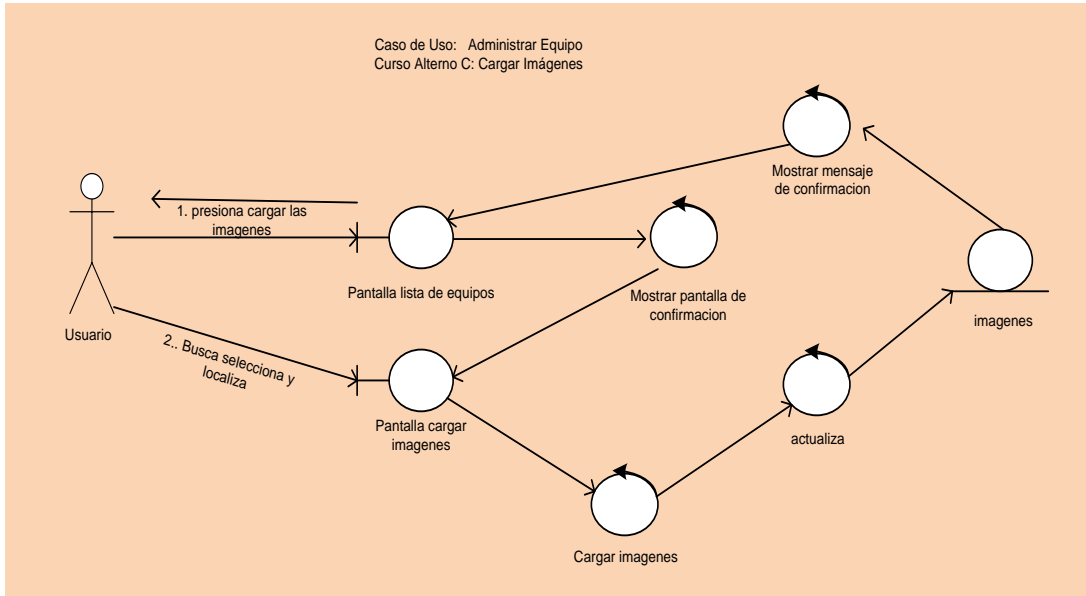 Caso de Uso: Administrar Equipo
Curso Alterno C: Cargar Imágenes
Mostrar mensaje
de confirmacion
1. presiona cargar las
imagenes
Pantalla lista de equipos
Mostrar pantalla de
confirmacion
imagenes
Usuario
2.. Busca selecciona y
localiza
Pantalla cargar
imagenes
actualiza
Cargar imagenes